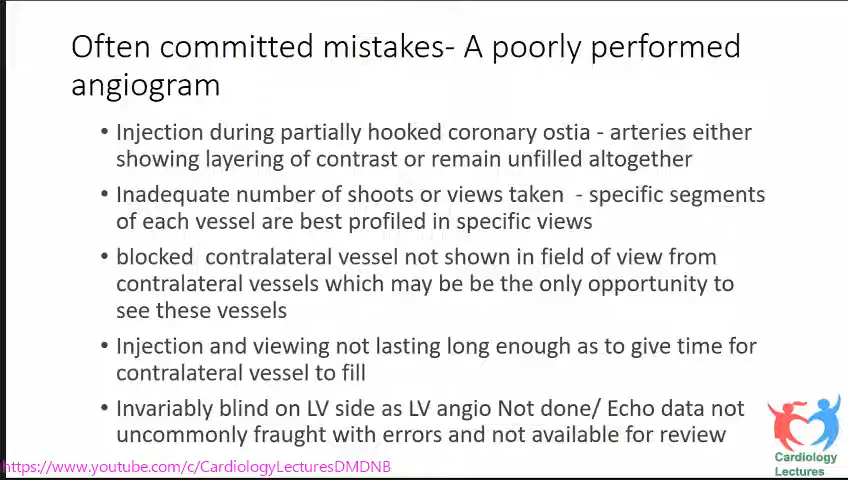 Often committed mistakes- A poorly performed
angiogram
• Injection during partially hooked coronary ostia - arteries either
showing layering of contrast or remain unfilled altogether
• Inadequate number of shoots or views taken - specific segments
of each vessel are best profiled in specific views
• blocked contralateral vessel not shown in field of view from
contralateral vessels which may be be the only opportunity to
see these vessels
• Injection and viewing not lasting long enough as to give time for
contralateral vessel to fill
• Invariably blind on LV side as LV angio Not done/ Echo data not
uncommonly fraught with errors and not available for review
https://www.youtube.com/c/CardiologyLecturesDMDNB
Cardiology
Lectures